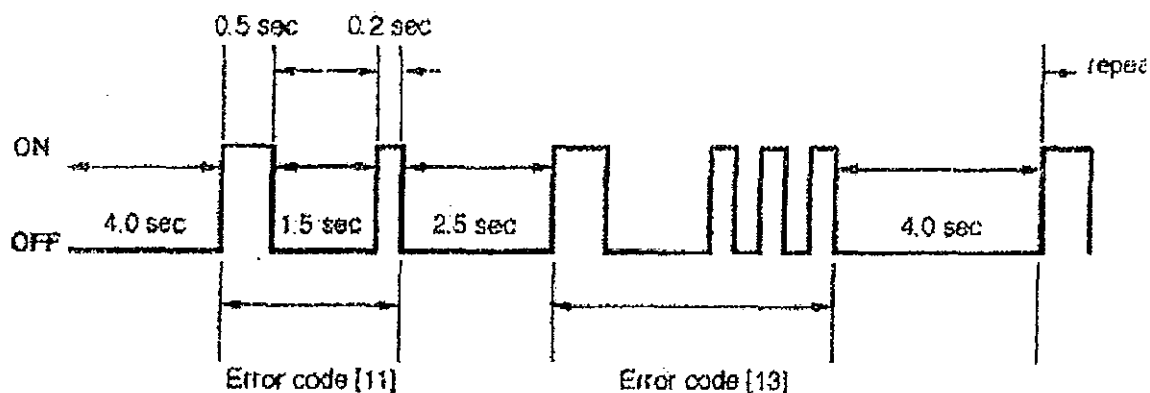 0.5 sec 0.2 sec
repea
ON
4.0 sec 1.5 sec 2.5 sec 4.0 sec
OFF
Error code [11] Error code [13]